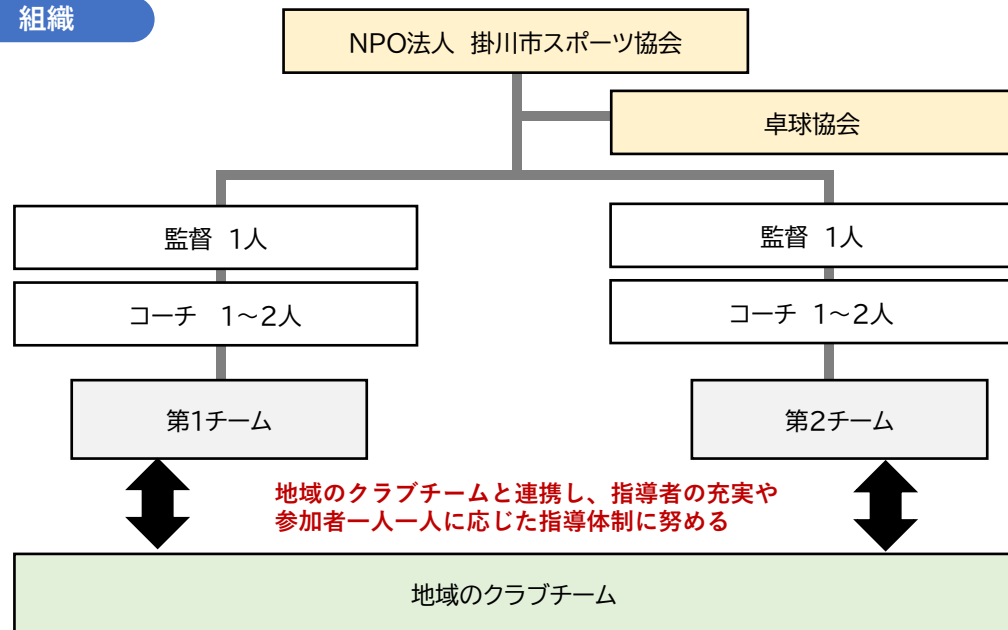 組織
NPO法人 掛川市スポーツ協会
卓球協会
監督 1人
監督 1人
コーチ 1～2人
コーチ 1～2人
第1チーム
第2チーム
地域のクラブチームと連携し、指導者の充実や
参加者一人一人に応じた指導体制に努める
地域のクラブチーム